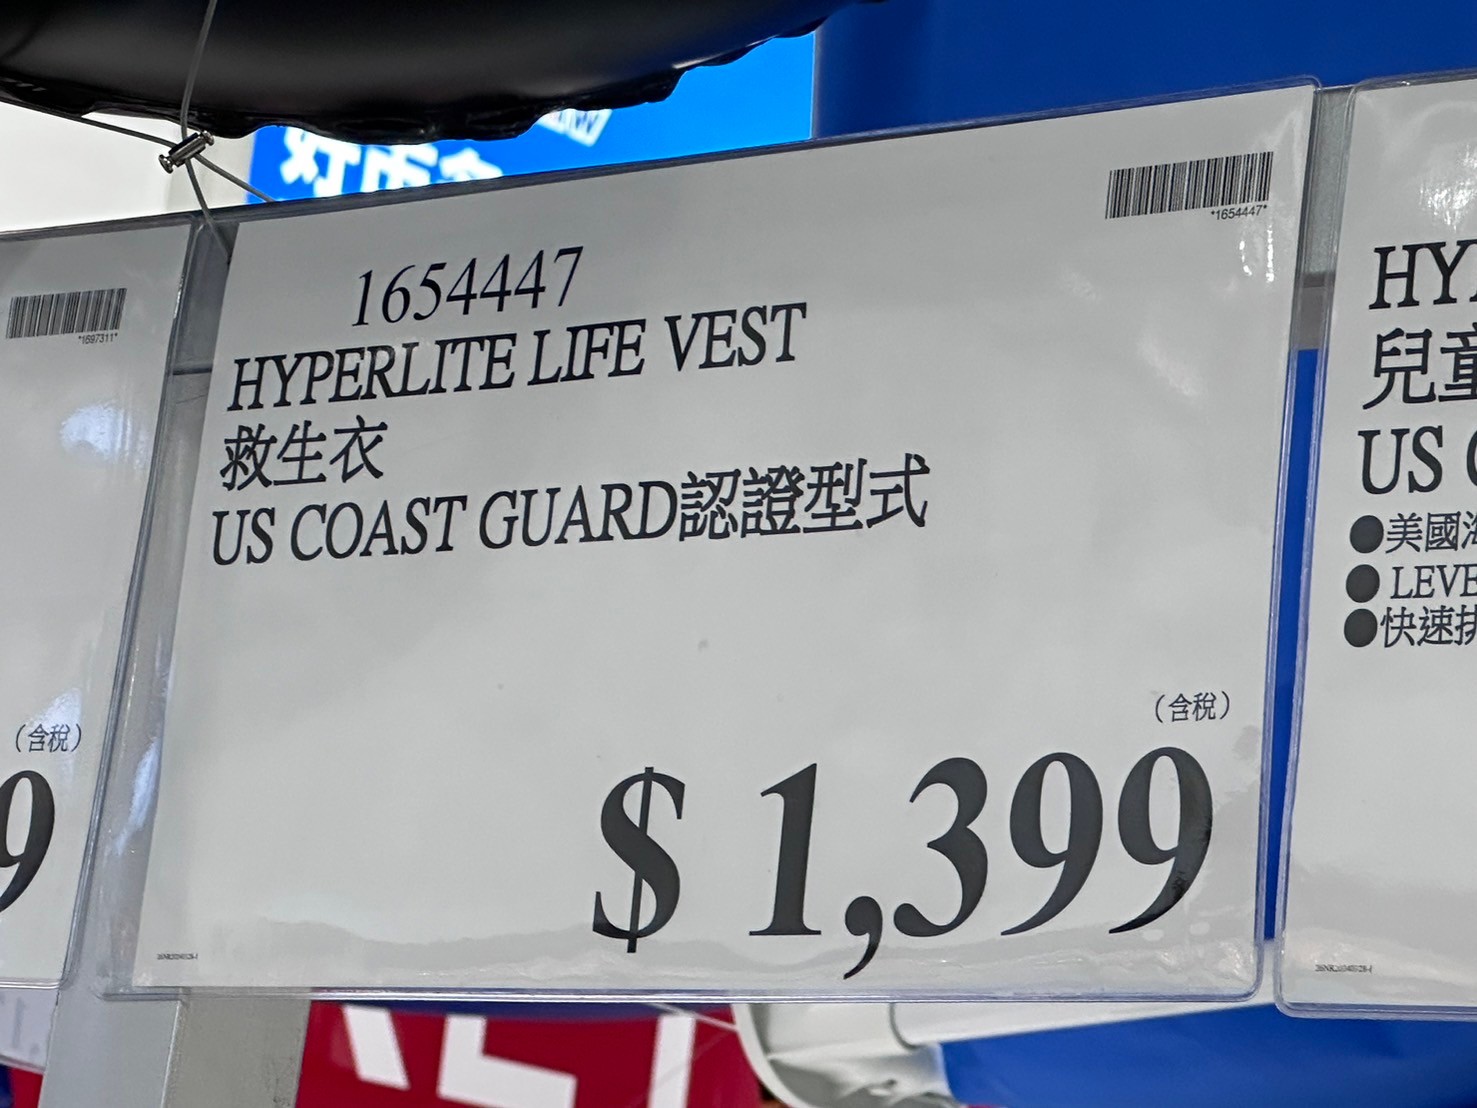 *1654447*
1654447
HYPERLITE LIFE VEST
救生衣
US COAST GUARD認證型式
(含稅)
$ 1,399
*1697311*
(含稅)
9
HY
兒童
US
●美國
● LEVE
●快速排